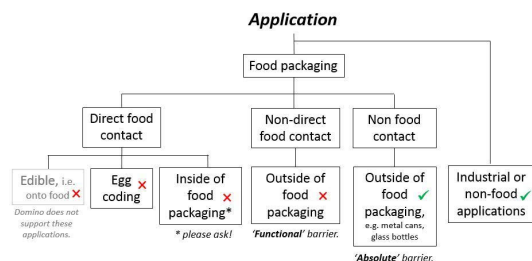 Application
Food packaging
Direct food
contact
Non-direct
food contact
Non food
contact
Edible, i.e.
onto food
Domino does not
support these
applications.
Egg
coding
Inside of
food
packaging*
* please ask!
Outside of
food
packaging
'Functional' barrier.
Outside of
food
packaging,
e.g. metal cans,
glass bottles
'Absolute' barrier.
Industrial or
non-food
applications